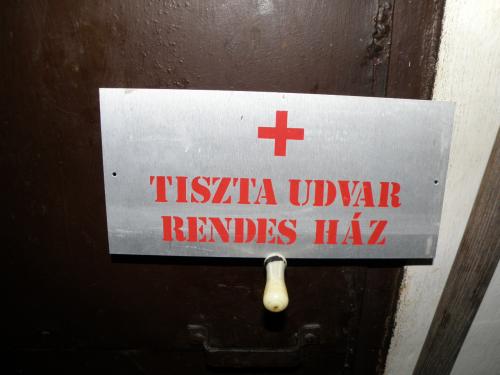 TISZTA UDVAR
RENDES HÁZ